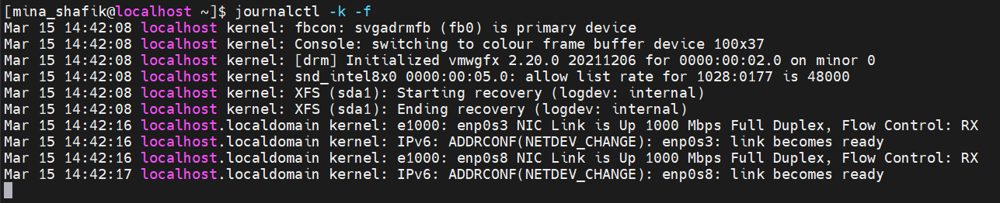 [mina_shafik@localhost ~]$ journalctl -k -f
Mar 15 14:42:08 localhost kernel: fbcon: svgadrmfb (fb0) is primary device
Mar 15 14:42:08 localhost kernel: Console: switching to colour frame buffer device 100x37
Mar 15 14:42:08 localhost kernel: [drm] Initialized vmwgfx 2.20.0 20211206 for 0000:00:02.0 on minor 0
Mar 15 14:42:08 localhost kernel: snd_intel8x0 0000:00:05.0: allow list rate for 1028:0177 is 48000
Mar 15 14:42:08 localhost kernel: XFS (sda1): Starting recovery (logdev: internal)
Mar 15 14:42:08 localhost kernel: XFS (sda1): Ending recovery (logdev: internal)
Mar 15 14:42:16 localhost.localdomain kernel: e1000: enp0s3 NIC Link is Up 1000 Mbps Full Duplex, Flow Control: RX
Mar 15 14:42:16 localhost.localdomain kernel: IPv6: ADDRCONF(NETDEV_CHANGE): enp0s3: link becomes ready
Mar 15 14:42:16 localhost.localdomain kernel: e1000: enp0s8 NIC Link is Up 1000 Mbps Full Duplex, Flow Control: RX
Mar 15 14:42:17 localhost.localdomain kernel: IPv6: ADDRCONF(NETDEV_CHANGE): enp0s8: link becomes ready